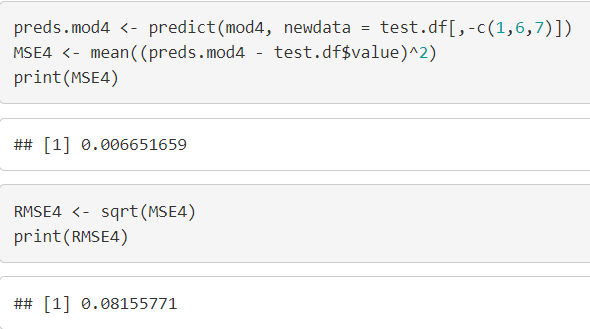 preds.mod4 <- predict(mod4, newdata = test.df[,-c(1,6,7)])
MSE4 <- mean((preds.mod4 - test.df$value)^2)
print(MSE4)
## [1] 0.006651659
RMSE4 <- sqrt(MSE4)
print(RMSE4)
## [1] 0.08155771